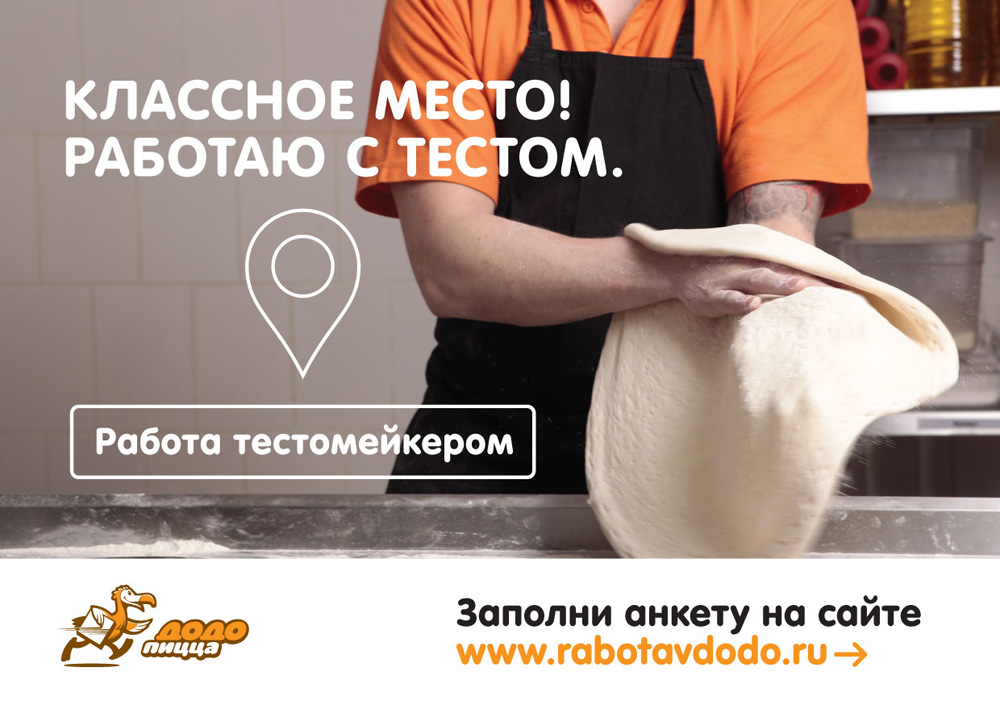 КЛАССНОЕ МЕСТО!
РАБОТАЮ С ТЕСТОМ.
Работа тестомейкером
ДОДО
ПИЦЦА
Заполни анкету на сайте
www.rabotavdodo.ru→